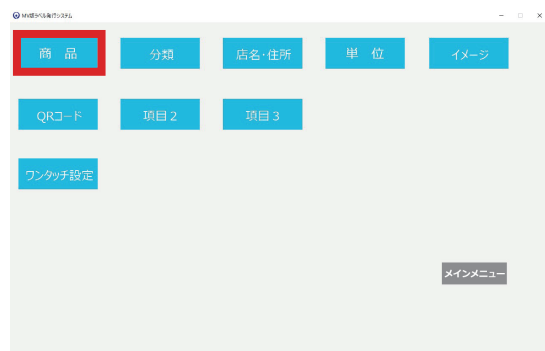 MV版ラベル発行システム
商　品
分類
店名・住所
単　位
イメージ
QRコード
項目２
項目３
ワンタッチ設定
メインメニュー